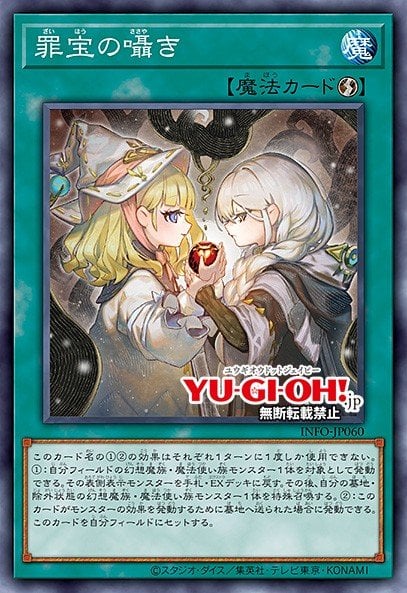 罪宝の囁き
【魔法カード】
魔
ユウギオウドットジェイピー
YU-GI-OH!.jp
無断転載禁止
INFO-JP060
このカード名の①②の効果はそれぞれ1ターンに1度しか使用できない。
①:自分フィールドの幻想魔族・魔法使い族モンスター1体を対象として発動
できる。その表側表示モンスターを手札・EXデッキに戻す。その後、自分の墓地・
除外状態の幻想魔族・魔法使い族モンスター1体を特殊召喚する。②:この
カードがモンスターの効果を発動するために墓地へ送られた場合に発動できる。
このカードを自分フィールドにセットする。
©スタジオ・ダイス/集英社・テレビ東京・KONAMI